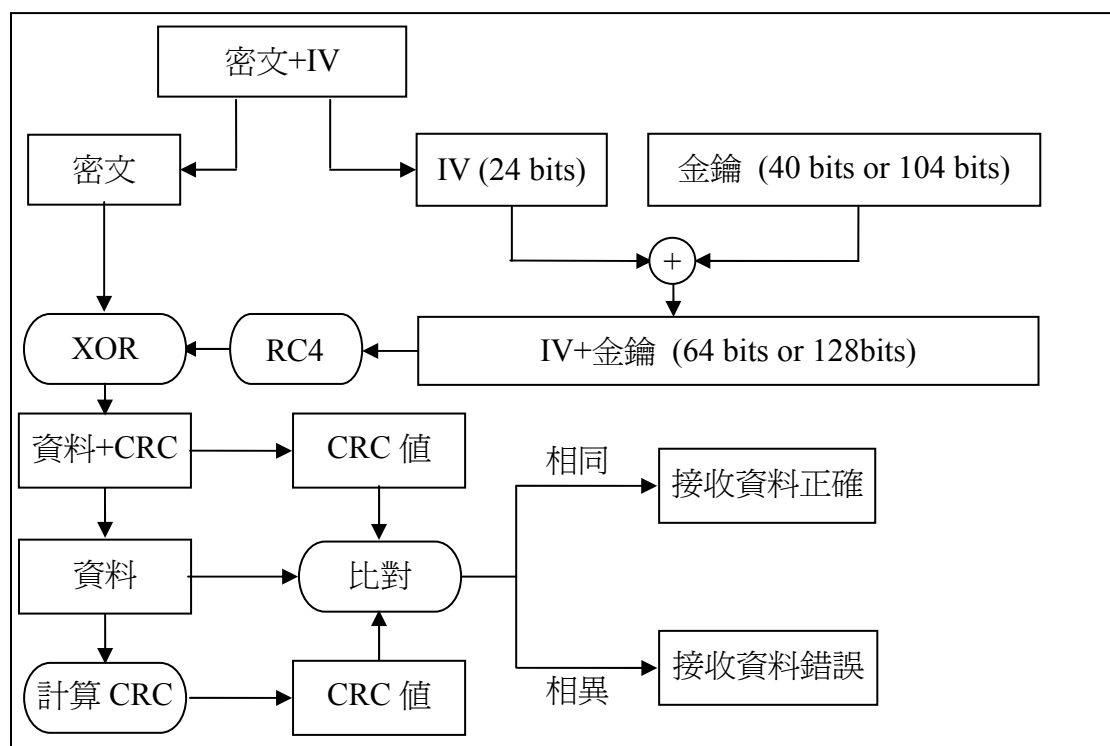 密文+IV
密文
IV (24 bits)
金鑰 (40 bits or 104 bits)
+
XOR
RC4
IV+金鑰 (64 bits or 128bits)
資料+CRC
CRC 值
相同
接收資料正確
資料
比對
計算 CRC
CRC 值
相異
接收資料錯誤